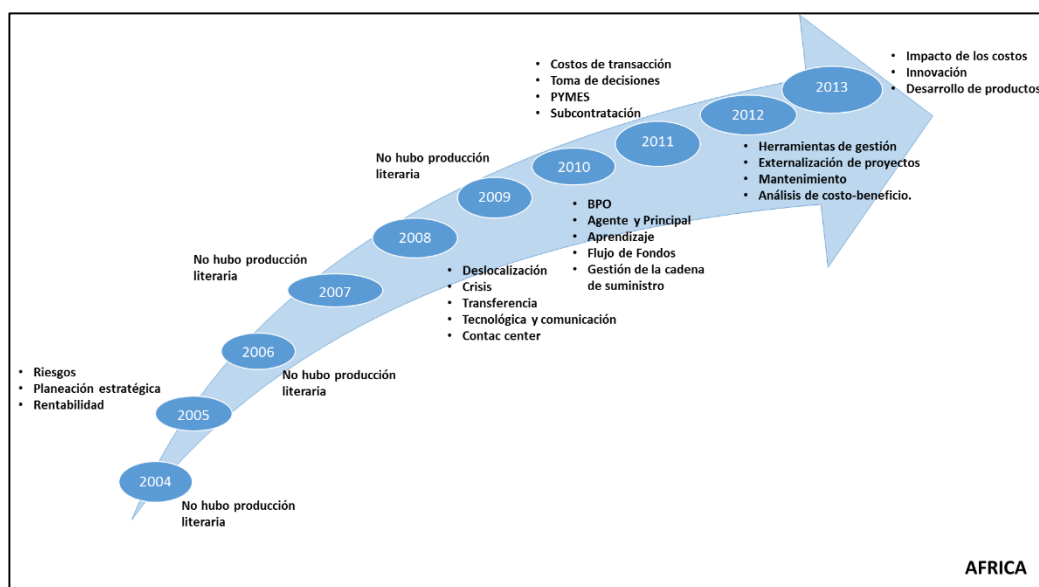 • Costos de transacción
• Toma de decisiones
• PYMES
• Subcontratación
• Impacto de los costos
• Innovación
• Desarrollo de productos
2013
2012
• Herramientas de gestión
• Externalización de proyectos
• Mantenimiento
• Análisis de costo-beneficio.
2011
No hubo producción
literaria
2010
2009
• BPO
• Agente y Principal
• Aprendizaje
• Flujo de Fondos
• Gestión de la cadena
de suministro
2008
No hubo producción
literaria
• Deslocalización
• Crisis
• Transferencia
• Tecnológica y comunicación
• Contac center
2007
2006
No hubo producción
literaria
• Riesgos
• Planeación estratégica
• Rentabilidad
2005
2004
No hubo producción
literaria
AFRICA